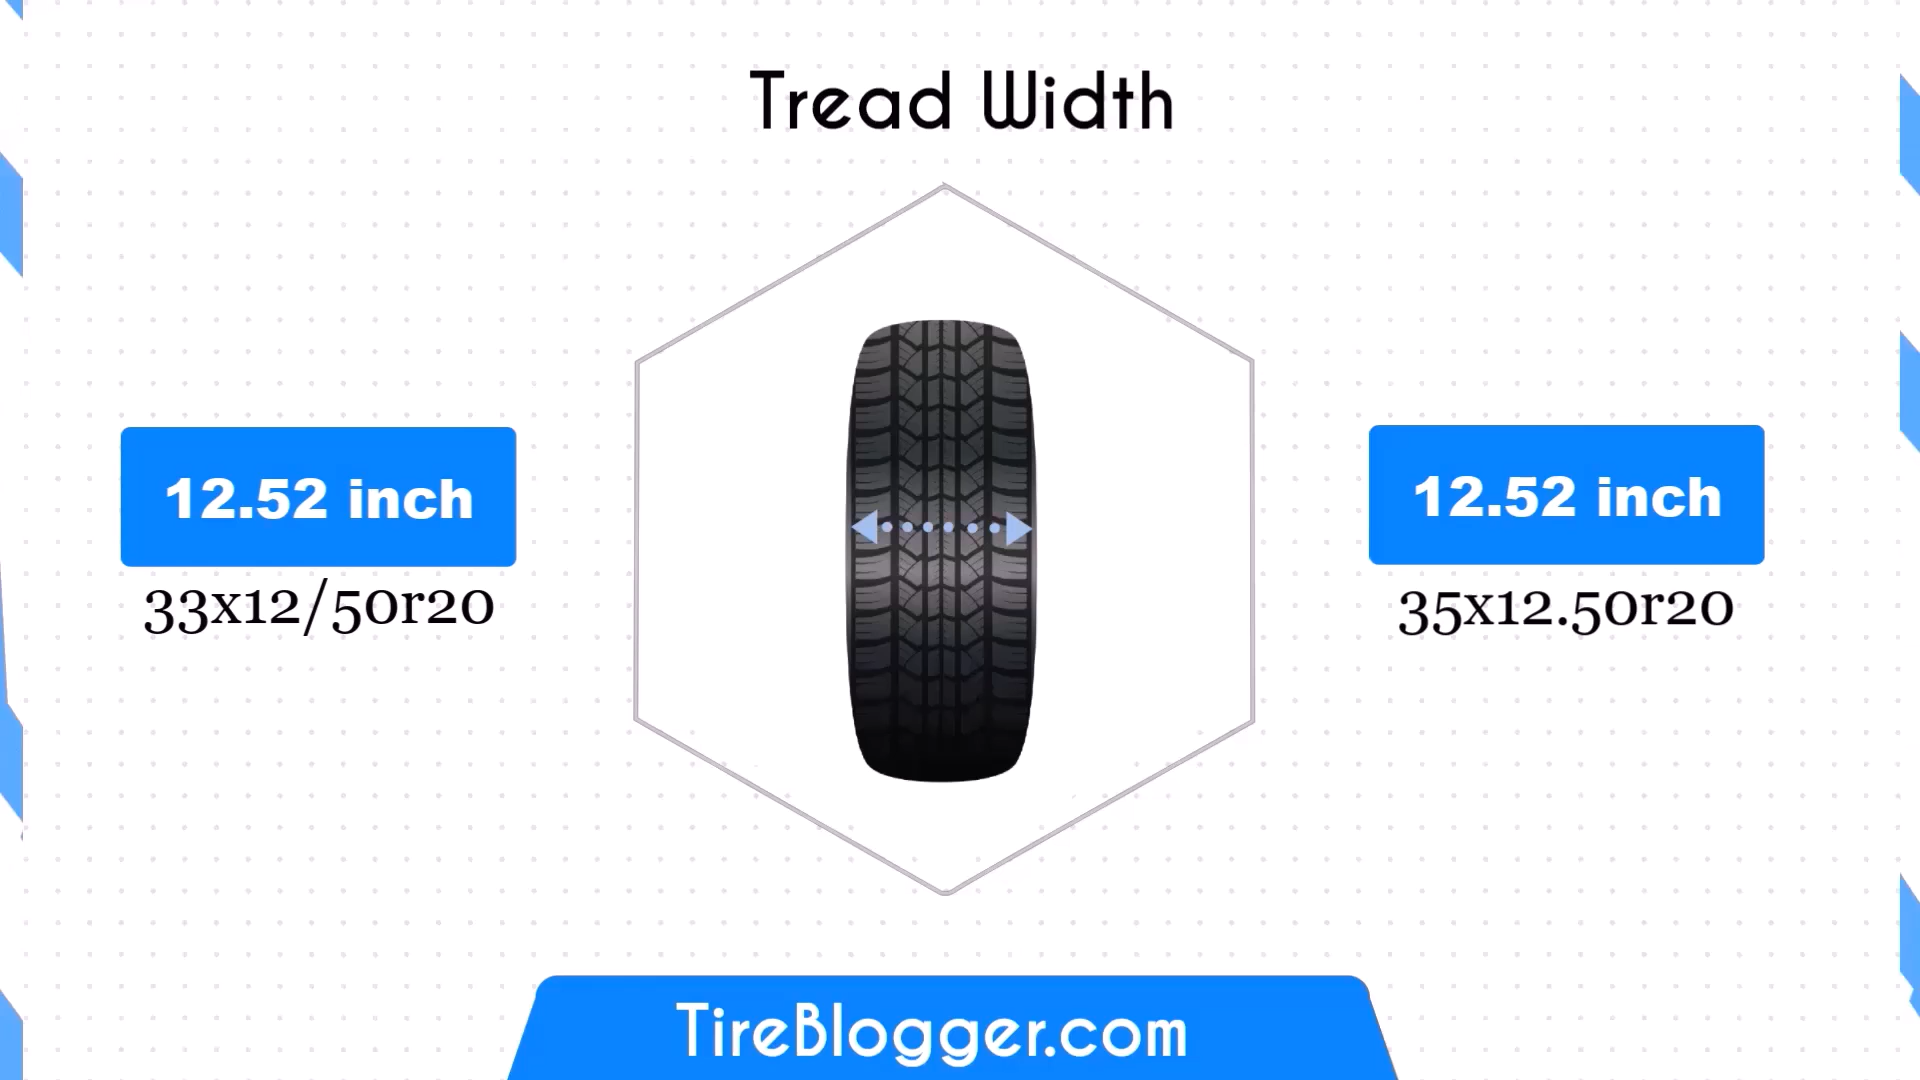 Tread Width
12.52 inch
33x12/50r20
12.52 inch
35x12.50r20
TireBlogger.com